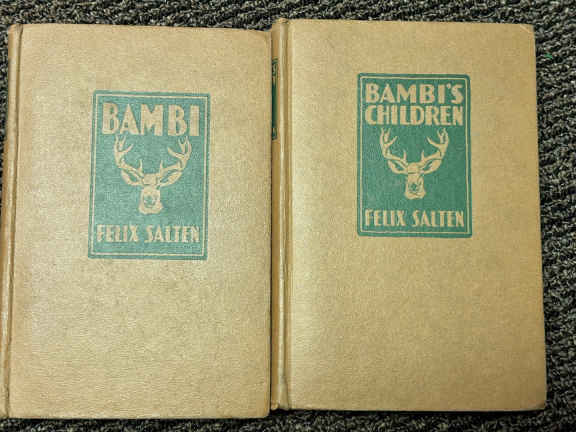 BAMBI
FELIX SALTEN
BAMBI'S
CHILDREN
FELIX SALTEN